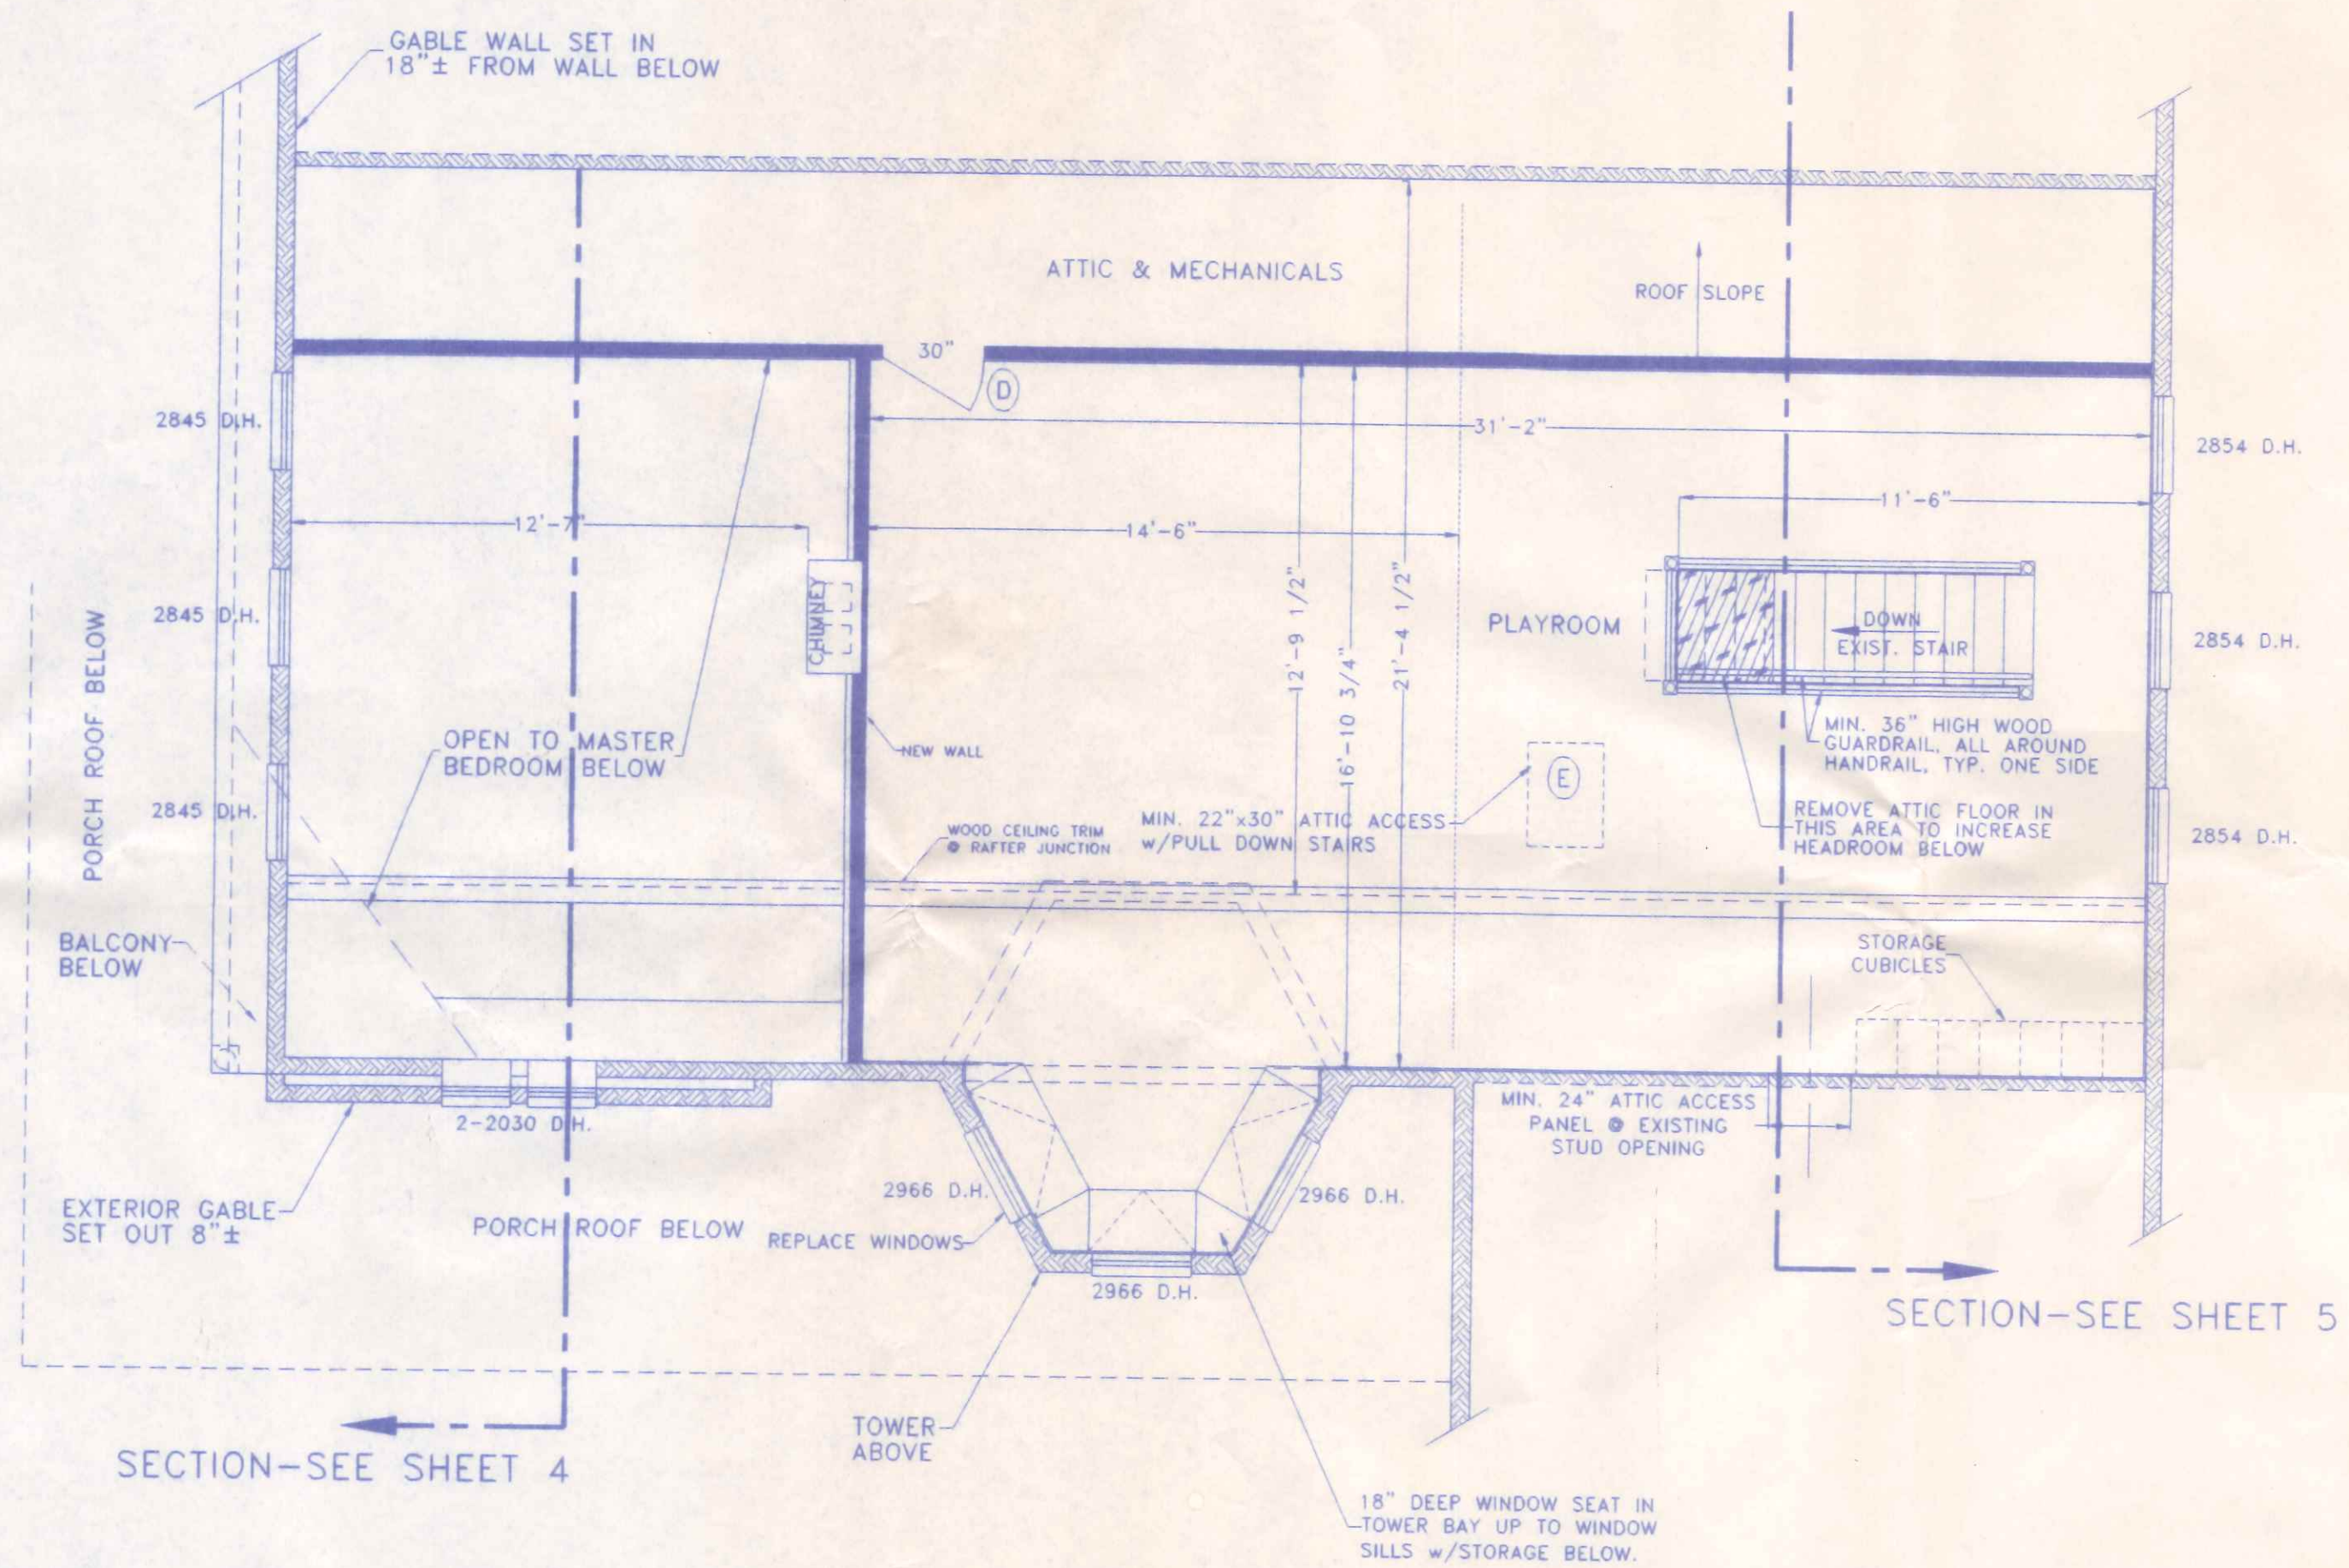 GABLE WALL SET IN
18"± FROM WALL BELOW
ATTIC & MECHANICALS
ROOF SLOPE
30"
D
2845 D.H.
31'-2"
2854 D.H.
11'-6"
12'-7"
14'-6"
CHIMNEY
12'-9 1/2"
16'-10 3/4"
21'-4 1/2"
PLAYROOM
DOWN
EXIST. STAIR
2845 D.H.
2854 D.H.
PORCH ROOF BELOW
OPEN TO MASTER
BEDROOM BELOW
NEW WALL
MIN. 36" HIGH WOOD
GUARDRAIL, ALL AROUND
HANDRAIL, TYP. ONE SIDE
E
2845 D.H.
WOOD CEILING TRIM
@ RAFTER JUNCTION
MIN. 22"x30" ATTIC ACCESS
w/PULL DOWN STAIRS
REMOVE ATTIC FLOOR IN
THIS AREA TO INCREASE
HEADROOM BELOW
2854 D.H.
BALCONY
BELOW
STORAGE
CUBICLES
2-2030 D.H.
MIN. 24" ATTIC ACCESS
PANEL @ EXISTING
STUD OPENING
EXTERIOR GABLE
SET OUT 8"±
PORCH ROOF BELOW
2966 D.H.
REPLACE WINDOWS
2966 D.H.
2966 D.H.
SECTION-SEE SHEET 5
TOWER
ABOVE
SECTION-SEE SHEET 4
18" DEEP WINDOW SEAT IN
TOWER BAY UP TO WINDOW
SILLS w/STORAGE BELOW.